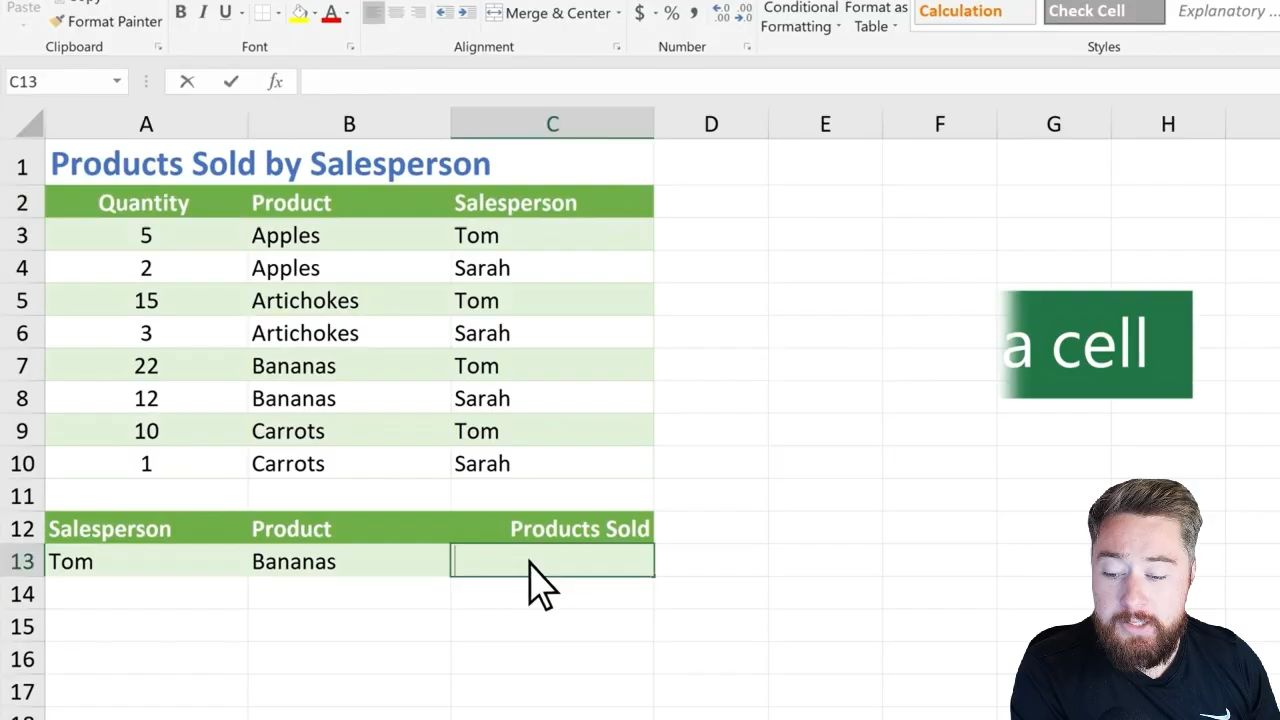 Paste
Format Painter
B I U A
Merge & Center
$ % ,
Conditional Formatting
Format as Table
Calculation
Check Cell
Explanatory ...
Clipboard
Font
Alignment
Number
Styles
C13
fx
A B C D E F G H
1 Products Sold by Salesperson
2 Quantity Product Salesperson
3 5 Apples Tom
4 2 Apples Sarah
5 15 Artichokes Tom
6 3 Artichokes Sarah
7 22 Bananas Tom
8 12 Bananas Sarah
9 10 Carrots Tom
10 1 Carrots Sarah
11
12 Salesperson Product Products Sold
13 Tom Bananas
14
15
16
17
a cell